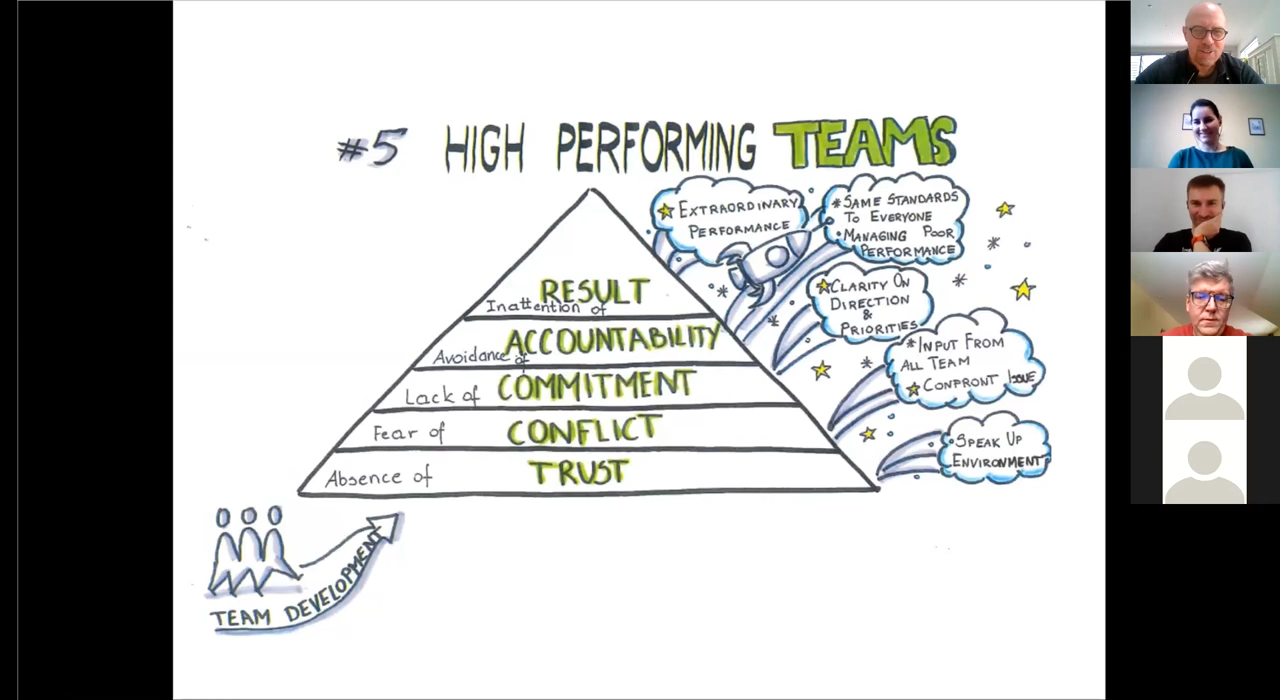 #5 HIGH PERFORMING TEAMS
* EXTRAORDINARY
PERFORMANCE
* SAME STANDARDS
TO EVERYONE
• MANAGING POOR
PERFORMANCE
* CLARITY ON
DIRECTION
&
PRIORITIES
* INPUT FROM
ALL TEAM
* CONFRONT ISSUE
• SPEAK UP
ENVIRONMENT
Inattention of RESULT
Avoidance of ACCOUNTABILITY
Lack of COMMITMENT
Fear of CONFLICT
Absence of TRUST
TEAM DEVELOPMENT